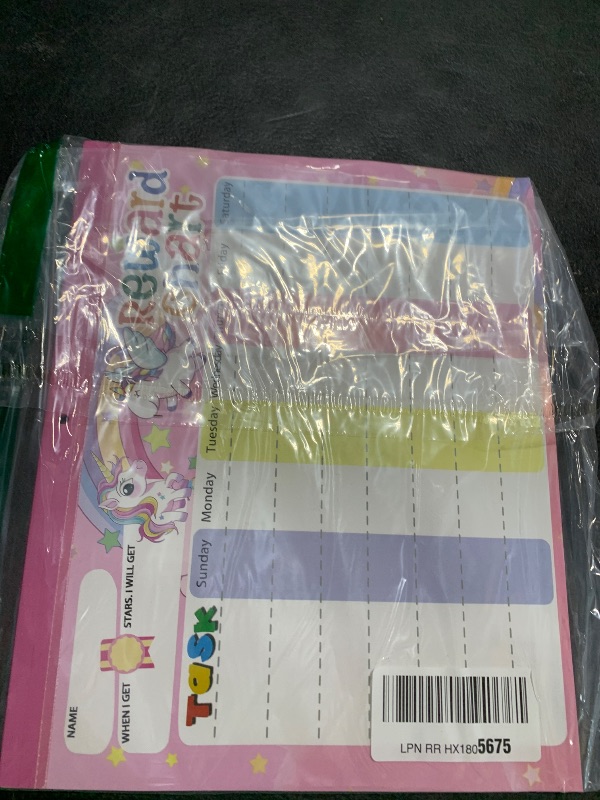 Reward
Chart
NAME
WHEN I GET
STARS, I WILL GET
TASK
Sunday
Monday
Tuesday
LPN RR HX1805675